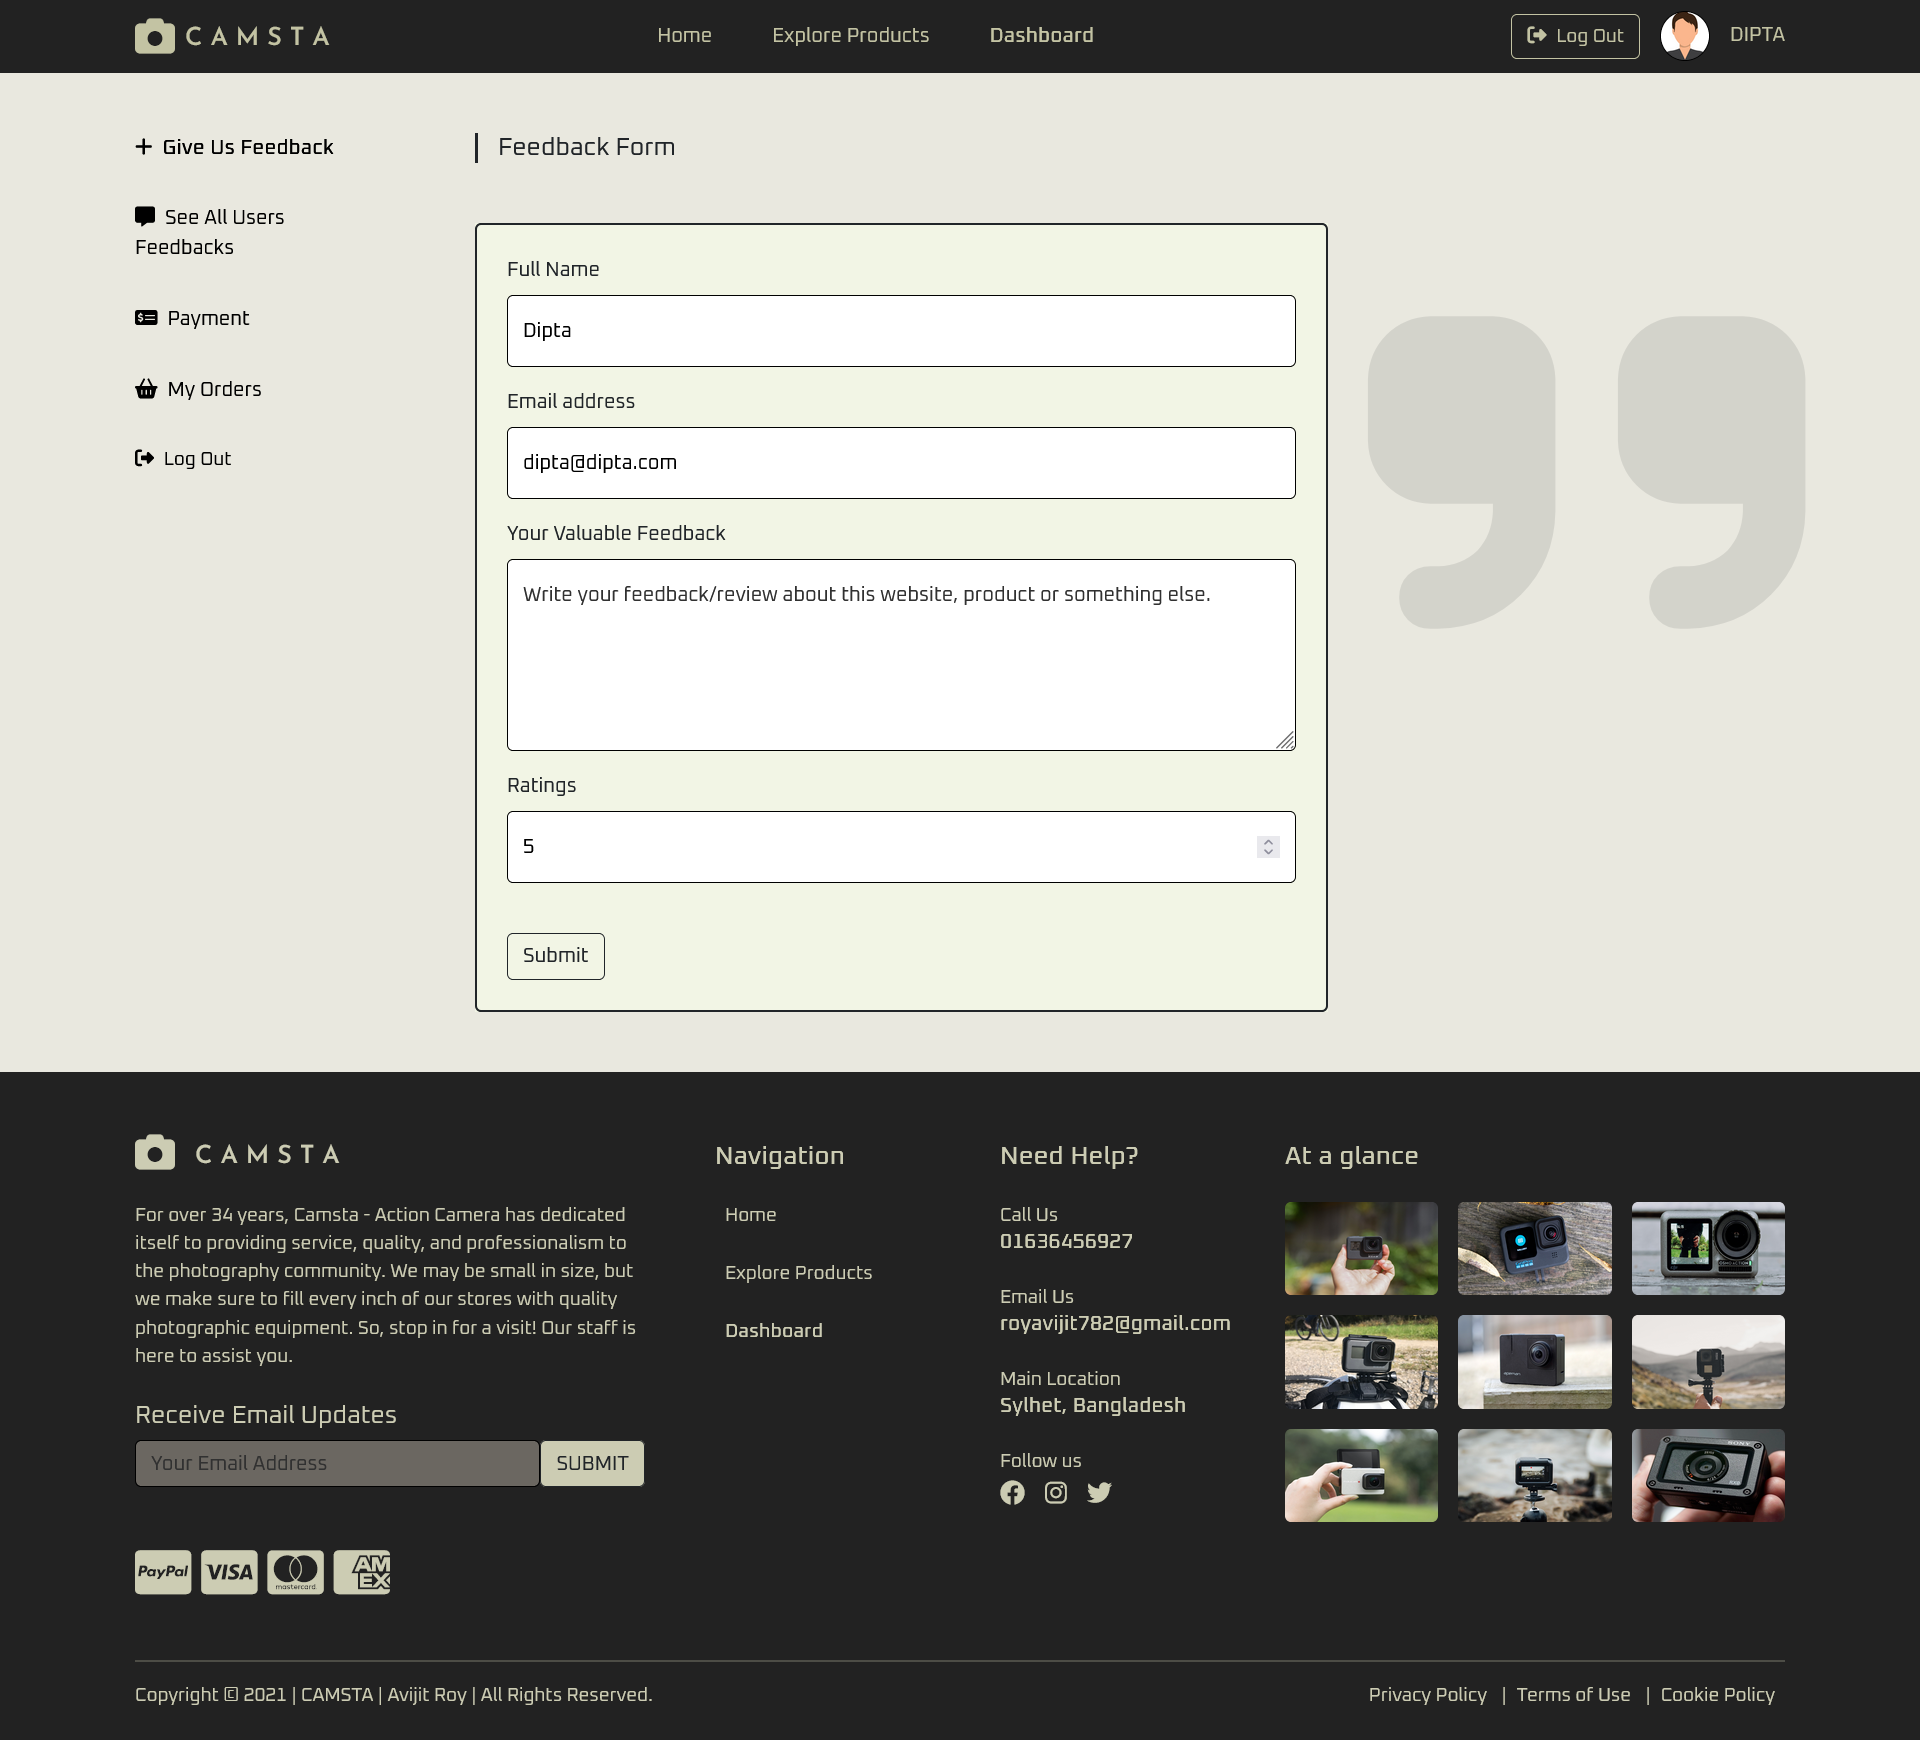 CAMSTA
Home
Explore Products
Dashboard
Log Out
DIPTA
Give Us Feedback
See All Users
Feedbacks
Payment
My Orders
Log Out
Feedback Form
Full Name
Dipta
Email address
dipta@dipta.com
Your Valuable Feedback
Write your feedback/review about this website, product or something else.
Ratings
5
Submit
CAMSTA
For over 34 years, Camsta - Action Camera has dedicated
itself to providing service, quality, and professionalism to
the photography community. We may be small in size, but
we make sure to fill every inch of our stores with quality
photographic equipment. So, stop in for a visit! Our staff is
here to assist you.
Receive Email Updates
Your Email Address
SUBMIT
PayPal
VISA
mastercard
AM
EX
Navigation
Home
Explore Products
Dashboard
Need Help?
Call Us
01636456927
Email Us
royavijit782@gmail.com
Main Location
Sylhet, Bangladesh
Follow us
At a glance
SONY
Copyright © 2021 | CAMSTA | Avijit Roy | All Rights Reserved.
Privacy Policy | Terms of Use | Cookie Policy